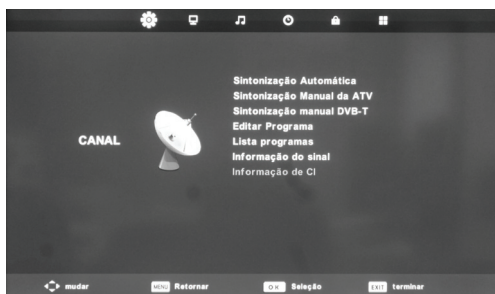 Sintonização Automática
Sintonização Manual da ATV
Sintonização manual DVB-T
Editar Programa
CANAL
Lista programas
Informação do sinal
Informação de CI
mudar
MENU Retornar
OK Seleção
EXIT terminar